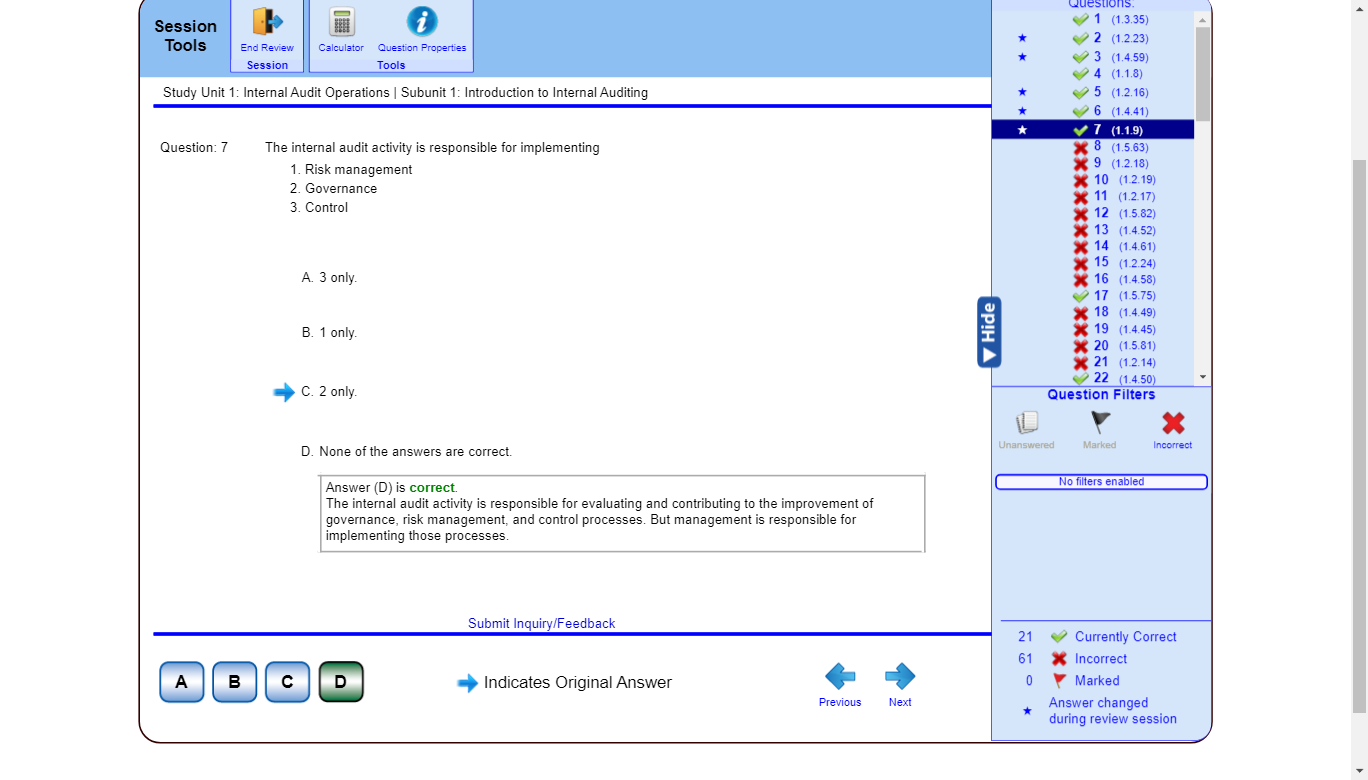 Session
Tools
End Review
Session
Calculator
Question Properties
Tools
Study Unit 1: Internal Audit Operations | Subunit 1: Introduction to Internal Auditing
Question: 7
The internal audit activity is responsible for implementing
1. Risk management
2. Governance
3. Control
A. 3 only.
B. 1 only.
C. 2 only.
D. None of the answers are correct.
Answer (D) is correct.
The internal audit activity is responsible for evaluating and contributing to the improvement of
governance, risk management, and control processes. But management is responsible for
implementing those processes.
Submit Inquiry/Feedback
A B C D
Indicates Original Answer
Previous
Next
Hide
Questions:
1 (1.3.35)
2 (1.2.23)
3 (1.4.59)
4 (1.1.8)
5 (1.2.16)
6 (1.4.41)
7 (1.1.9)
8 (1.5.63)
9 (1.2.18)
10 (1.2.19)
11 (1.2.17)
12 (1.5.82)
13 (1.4.52)
14 (1.4.61)
15 (1.2.24)
16 (1.4.58)
17 (1.5.75)
18 (1.4.49)
19 (1.4.45)
20 (1.5.81)
21 (1.2.14)
22 (1.4.50)
Question Filters
Unanswered
Marked
Incorrect
No filters enabled
21 Currently Correct
61 Incorrect
0 Marked
Answer changed
during review session